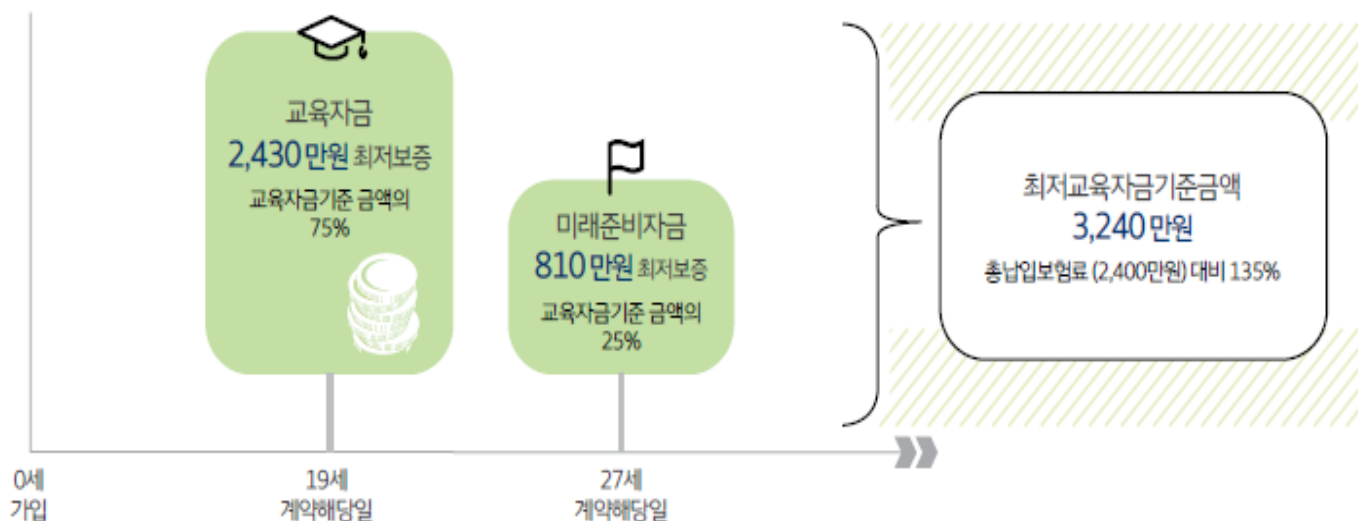 교육자금
2,430만원 최저보증
교육자금기준 금액의
75%
미래준비자금
810만원 최저보증
교육자금기준 금액의
25%
최저교육자금기준금액
3,240만원
총납입보험료 (2,400만원) 대비 135%
0세
가입
19세
계약해당일
27세
계약해당일